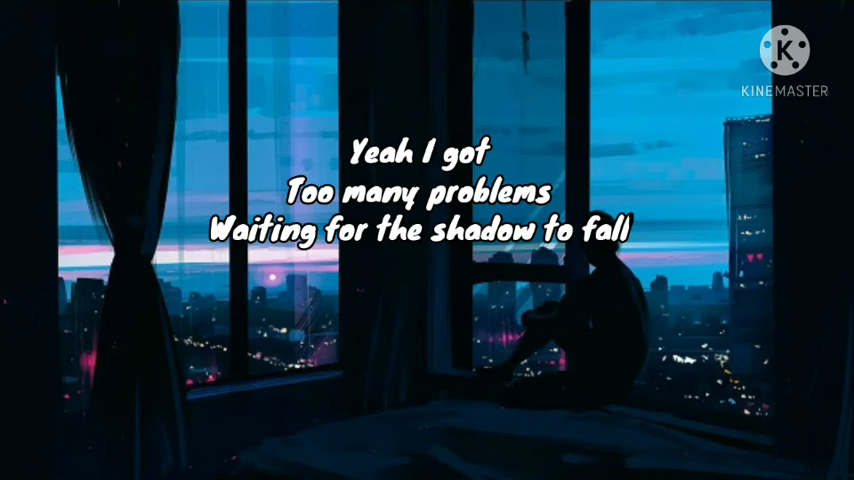 KINEMASTER
Yeah I got
Too many problems
Waiting for the shadow to fall